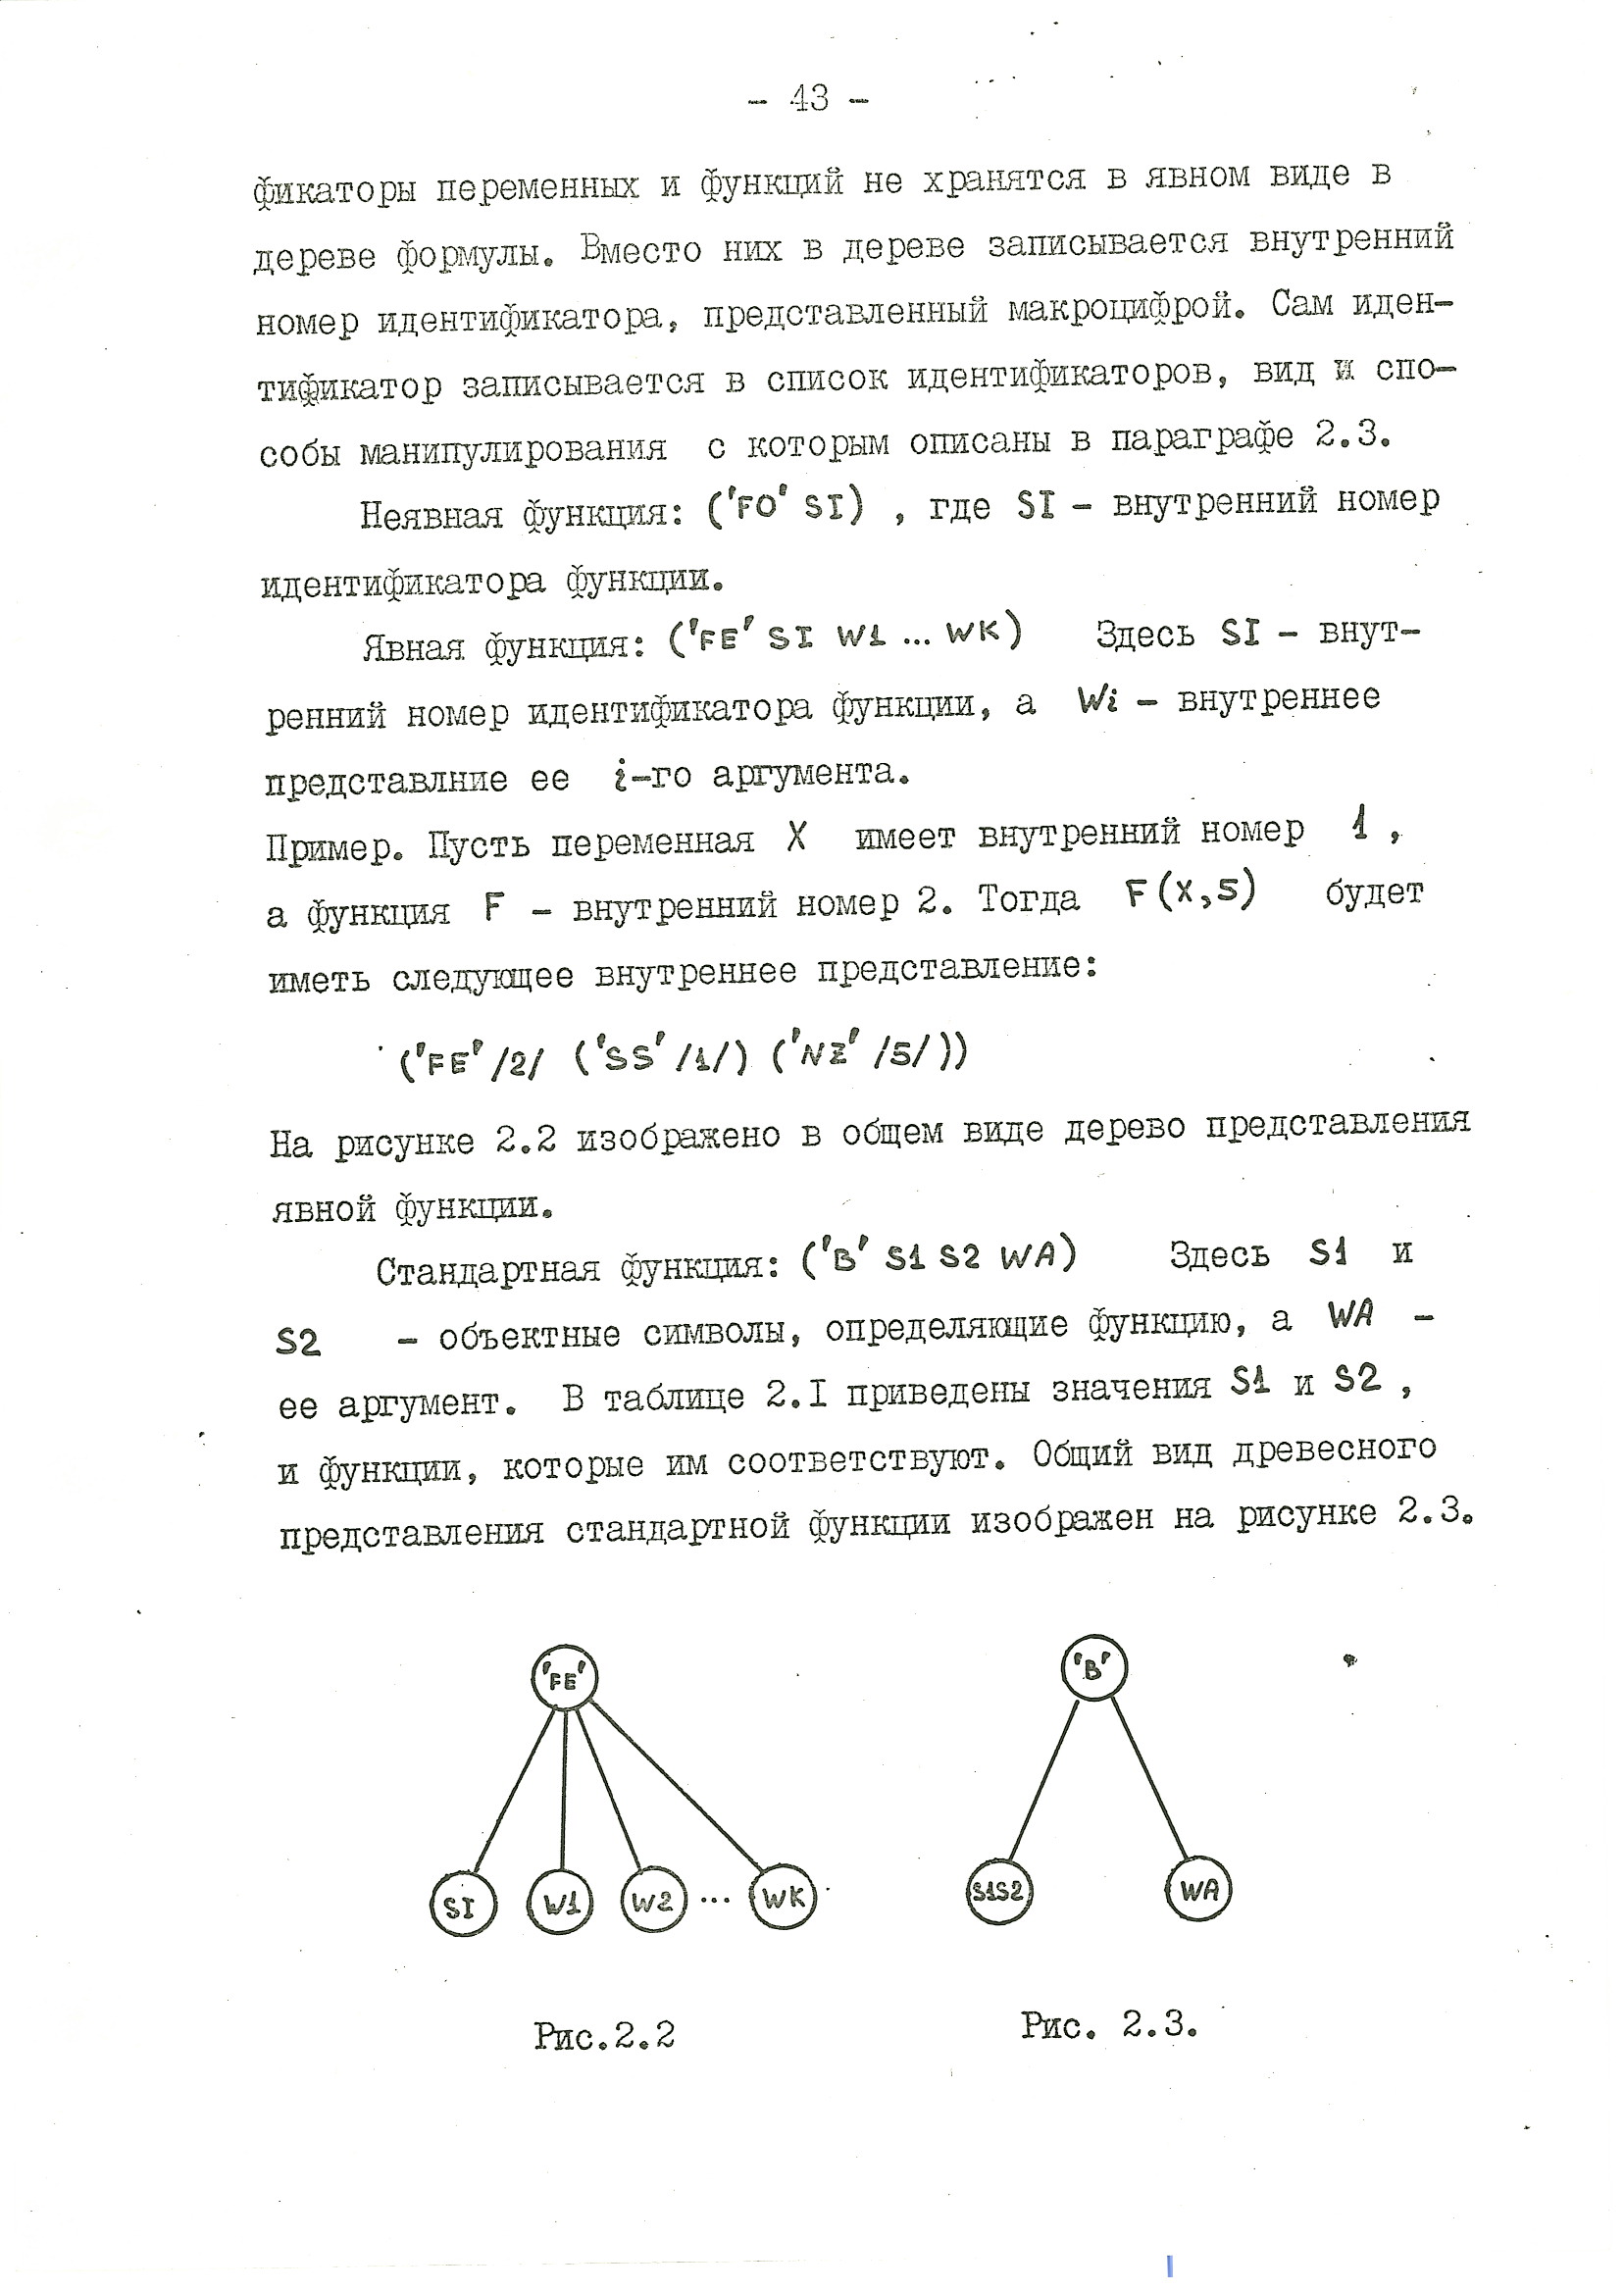 - 43 -
фикаторы переменных и функций не хранятся в явном виде в
дереве формулы. Вместо них в дереве записывается внутренний
номер идентификатора, представленный макроцифрой. Сам иден-
тификатор записывается в список идентификаторов, вид и спо-
собы манипулирования с которым описаны в параграфе 2.3.
Неявная функция: ('FO' SI) , где SI - внутренний номер
идентификатора функции.
Явная функция: ('FE' SI W1 ... WK) Здесь SI - внут-
ренний номер идентификатора функции, а Wi - внутреннее
представлние ее i-го аргумента.
Пример. Пусть переменная X имеет внутренний номер 1 ,
а функция F - внутренний номер 2. Тогда F(X,5) будет
иметь следующее внутреннее представление:
('FE' /2/ ('SS' /1/) ('NZ' /5/))
На рисунке 2.2 изображено в общем виде дерево представления
явной функции.
Стандартная функция: ('B' S1 S2 WA) Здесь S1 и
S2 - объектные символы, определяющие функцию, а WA -
ее аргумент. В таблице 2.I приведены значения S1 и S2 ,
и функции, которые им соответствуют. Общий вид древесного
представления стандартной функции изображен на рисунке 2.3.
'FE'
SI W1 W2 ... WK
Рис.2.2
'B'
S1S2 WA
Рис. 2.3.